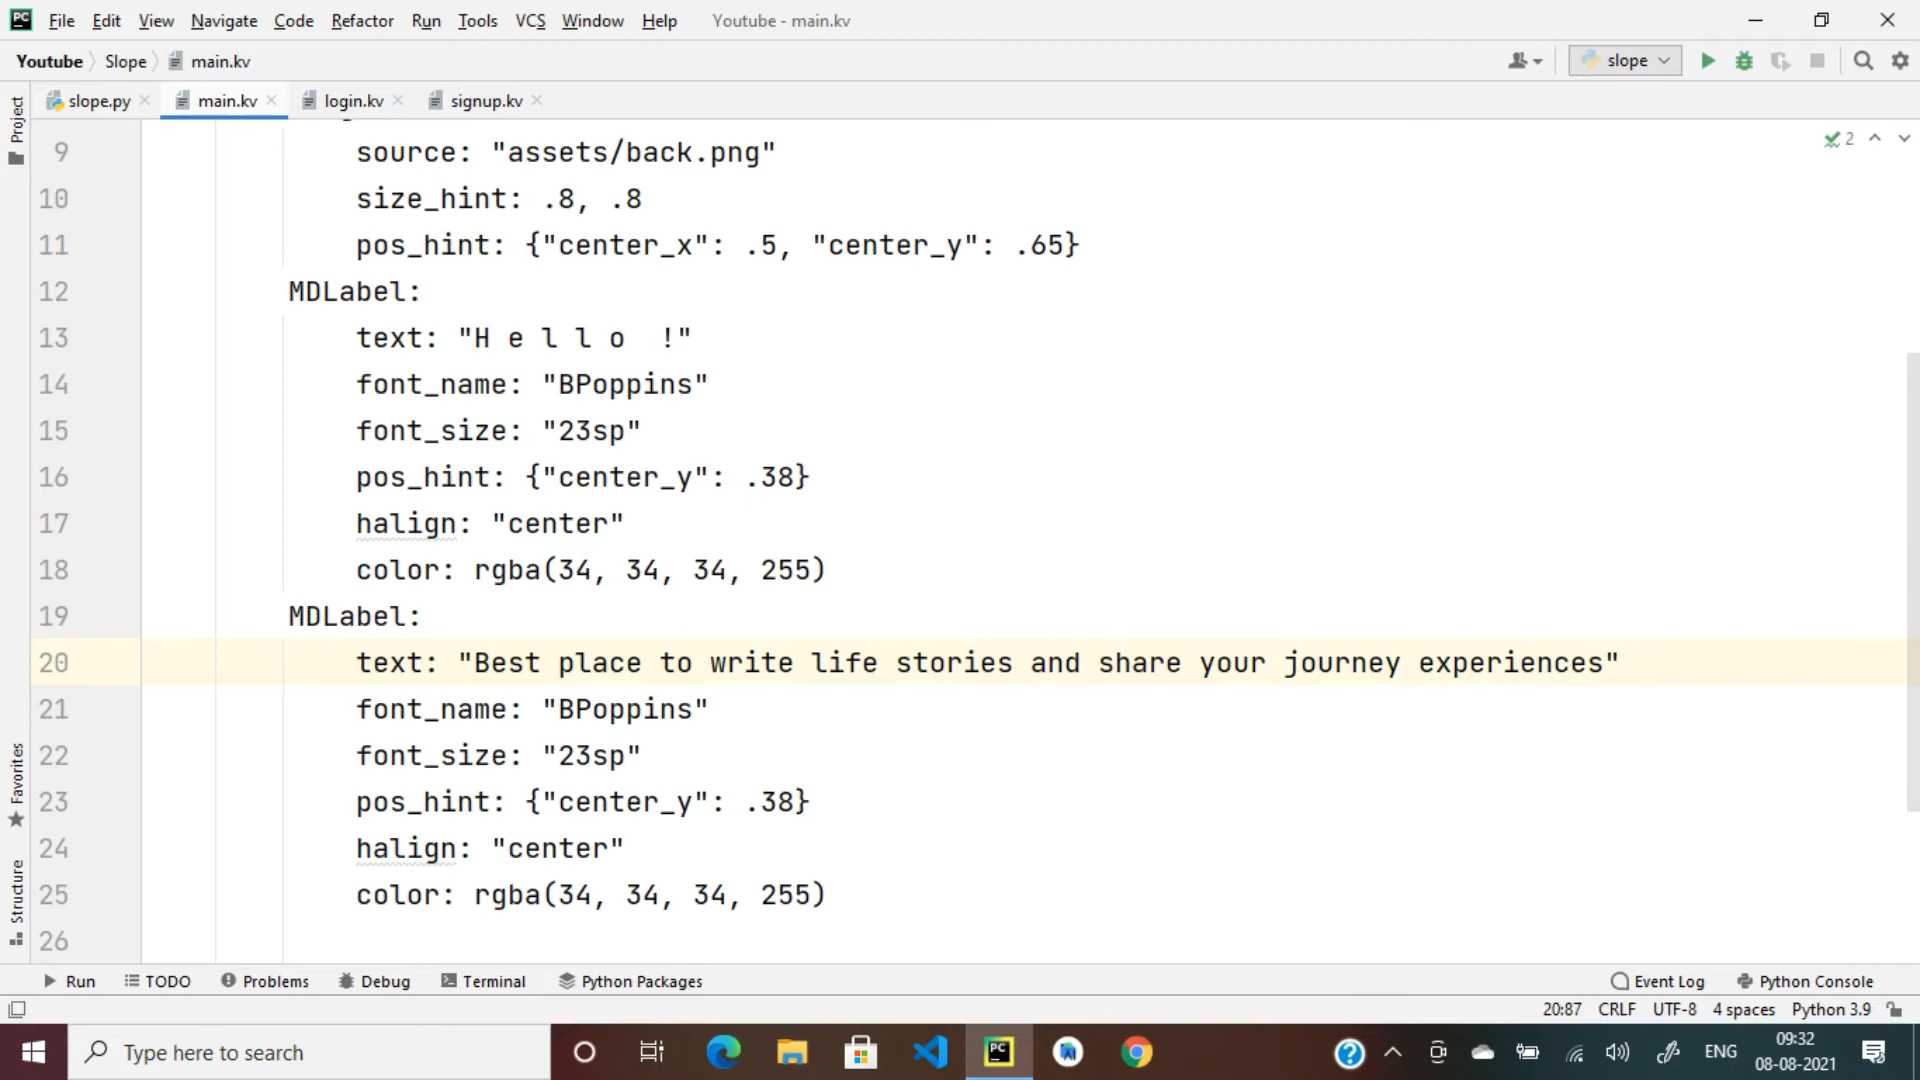 PC File Edit View Navigate Code Refactor Run Tools VCS Window Help Youtube - main.kv
Youtube Slope main.kv slope
slope.py main.kv login.kv signup.kv
Project
2
9 source: "assets/back.png"
10 size_hint: .8, .8
11 pos_hint: {"center_x": .5, "center_y": .65}
12 MDLabel:
13 text: "H e l l o  !"
14 font_name: "BPoppins"
15 font_size: "23sp"
16 pos_hint: {"center_y": .38}
17 halign: "center"
18 color: rgba(34, 34, 34, 255)
19 MDLabel:
20 text: "Best place to write life stories and share your journey experiences"
21 font_name: "BPoppins"
22 font_size: "23sp"
23 pos_hint: {"center_y": .38}
24 halign: "center"
25 color: rgba(34, 34, 34, 255)
26
Favorites
Structure
Run TODO Problems Debug Terminal Python Packages Event Log Python Console
20:87 CRLF UTF-8 4 spaces Python 3.9
Type here to search PC ENG 09:32
08-08-2021